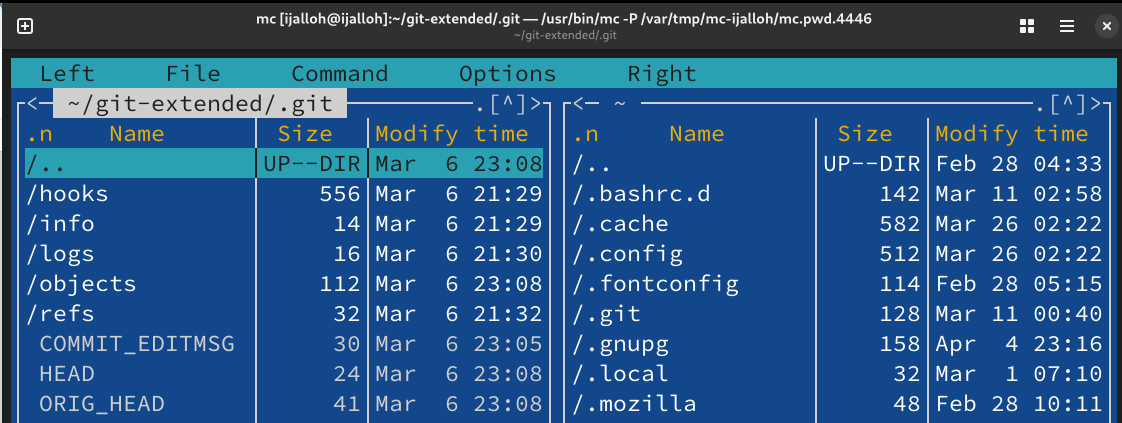 mc [ijalloh@ijalloh]:~/git-extended/.git — /usr/bin/mc -P /var/tmp/mc-ijalloh/mc.pwd.4446
~/git-extended/.git
Left File Command Options Right
<─ ~/git-extended/.git ─.[^]>
<─ ~ ─.[^]>
.n Name Size Modify time .n Name Size Modify time
/.. UP--DIR Mar 6 23:08 /.. UP--DIR Feb 28 04:33
/hooks 556 Mar 6 21:29 /.bashrc.d 142 Mar 11 02:58
/info 14 Mar 6 21:29 /.cache 582 Mar 26 02:22
/logs 16 Mar 6 21:30 /.config 512 Mar 26 02:22
/objects 112 Mar 6 23:08 /.fontconfig 114 Feb 28 05:15
/refs 32 Mar 6 21:32 /.git 128 Mar 11 00:40
COMMIT_EDITMSG 30 Mar 6 23:05 /.gnupg 158 Apr 4 23:16
HEAD 24 Mar 6 23:08 /.local 32 Mar 1 07:10
ORIG_HEAD 41 Mar 6 23:08 /.mozilla 48 Feb 28 10:11